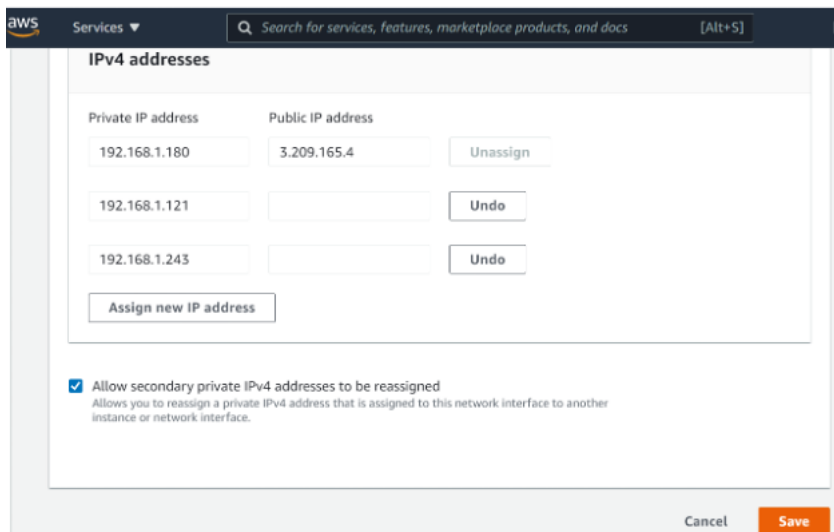 aws Services ▼ Search for services, features, marketplace products, and docs [Alt+S]
IPv4 addresses
Private IP address Public IP address
192.168.1.180 3.209.165.4 Unassign
192.168.1.121 Undo
192.168.1.243 Undo
Assign new IP address
Allow secondary private IPv4 addresses to be reassigned
Allows you to reassign a private IPv4 address that is assigned to this network interface to another
instance or network interface.
Cancel Save